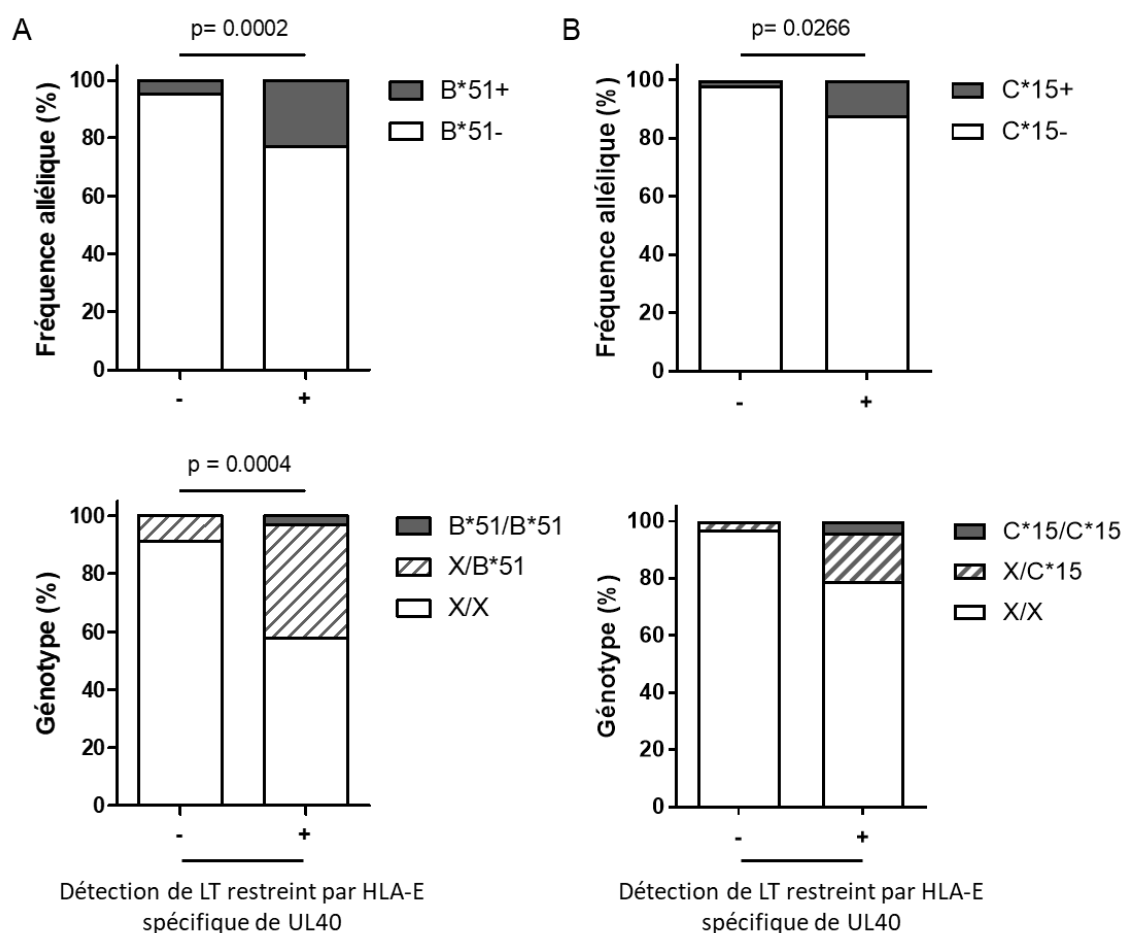 A
p= 0.0002
Fréquence allélique (%)
100
80
60
40
20
0
B*51+
B*51-
-
+
B
p= 0.0266
Fréquence allélique (%)
100
80
60
40
20
0
C*15+
C*15-
-
+
p = 0.0004
Génotype (%)
100
80
60
40
20
0
B*51/B*51
X/B*51
X/X
-
+
Détection de LT restreint par HLA-E
spécifique de UL40
Génotype (%)
100
80
60
40
20
0
C*15/C*15
X/C*15
X/X
-
+
Détection de LT restreint par HLA-E
spécifique de UL40